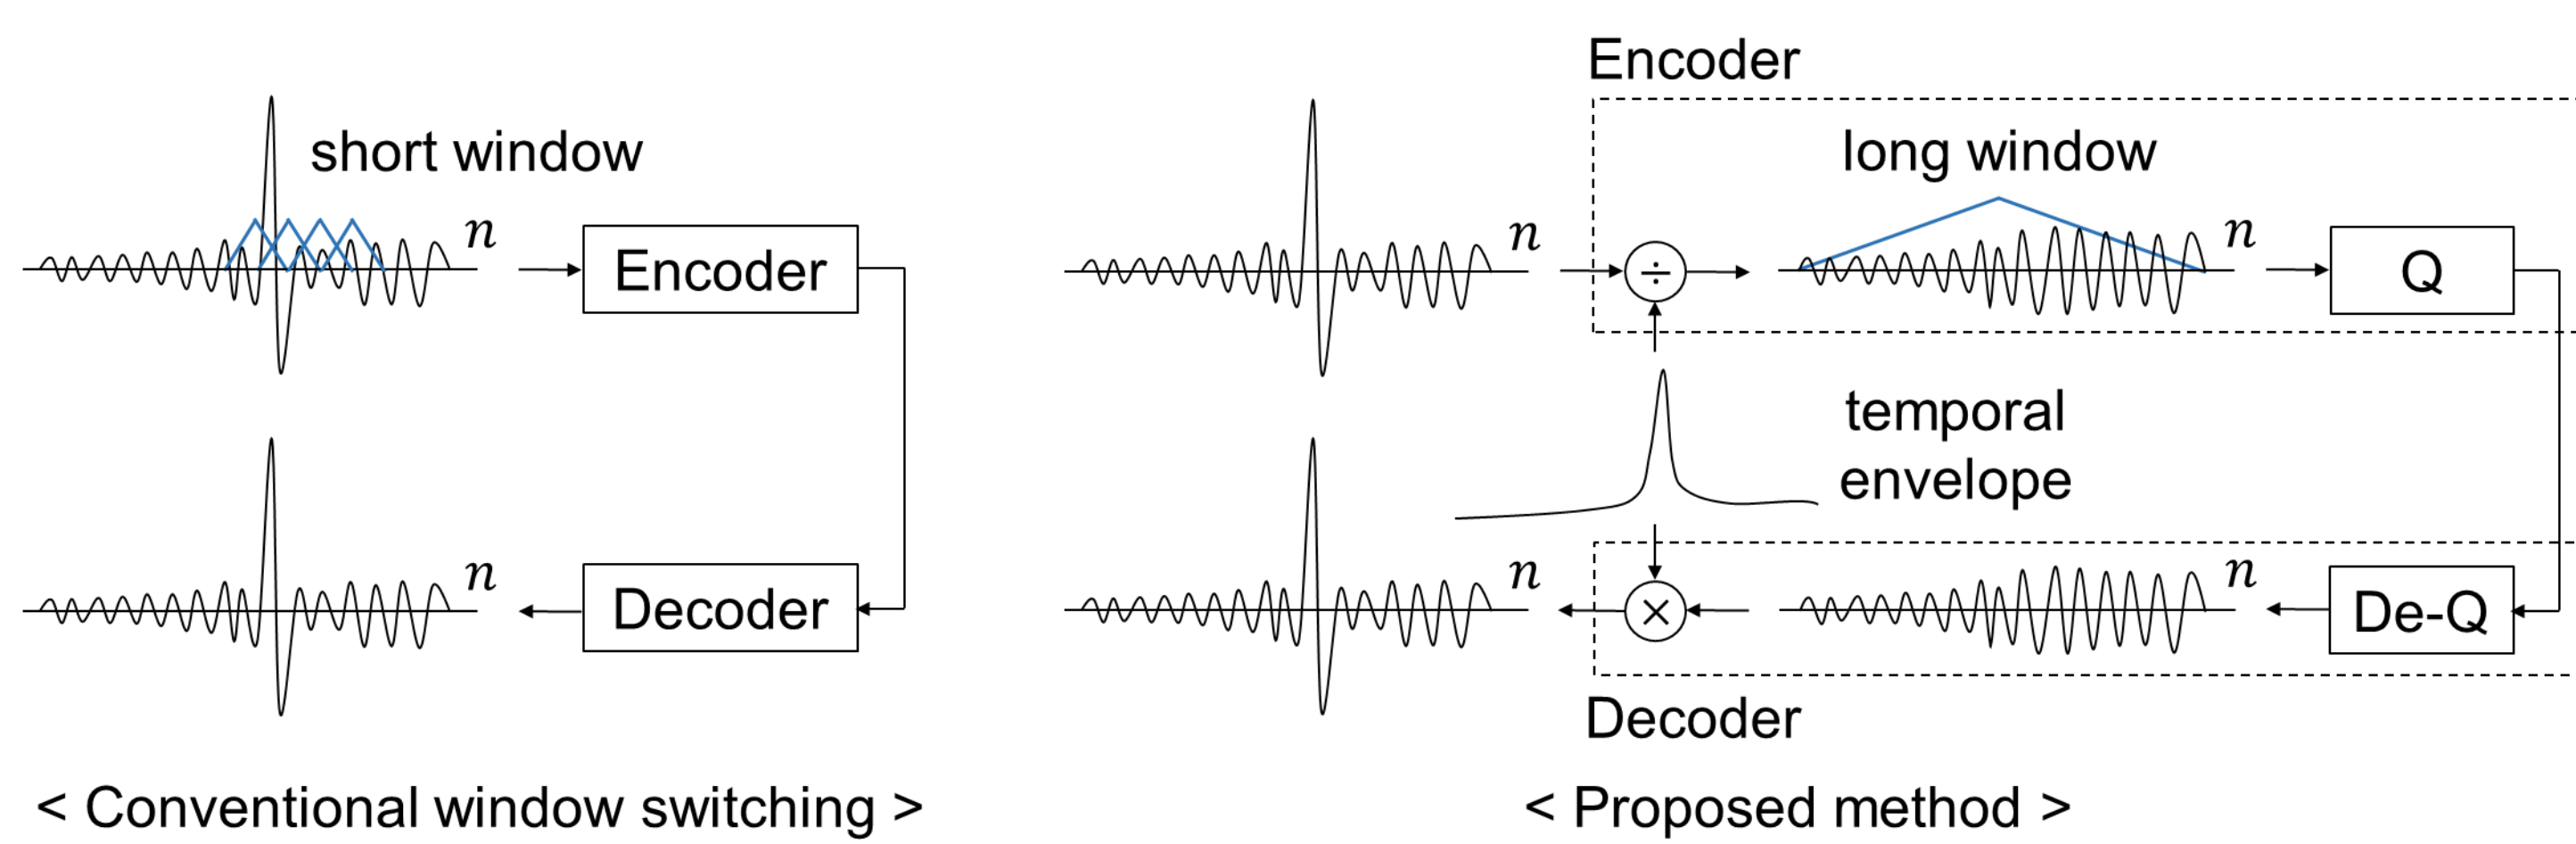 short window
n
Encoder
n
Decoder
< Conventional window switching >
Encoder
long window
n
÷
n
Q
temporal
envelope
n
×
n
De-Q
Decoder
< Proposed method >